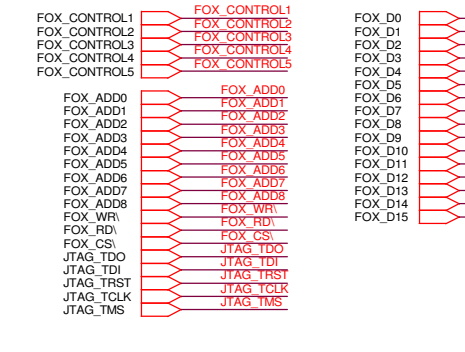 FOX_CONTROL1 FOX_CONTROL1
FOX_CONTROL2 FOX_CONTROL2
FOX_CONTROL3 FOX_CONTROL3
FOX_CONTROL4 FOX_CONTROL4
FOX_CONTROL5 FOX_CONTROL5
FOX_ADD0 FOX_ADD0
FOX_ADD1 FOX_ADD1
FOX_ADD2 FOX_ADD2
FOX_ADD3 FOX_ADD3
FOX_ADD4 FOX_ADD4
FOX_ADD5 FOX_ADD5
FOX_ADD6 FOX_ADD6
FOX_ADD7 FOX_ADD7
FOX_ADD8 FOX_ADD8
FOX_WR\ FOX_WR\
FOX_RD\ FOX_RD\
FOX_CS\ FOX_CS\
JTAG_TDO JTAG_TDO
JTAG_TDI JTAG_TDI
JTAG_TRST JTAG_TRST
JTAG_TCLK JTAG_TCLK
JTAG_TMS JTAG_TMS
FOX_D0
FOX_D1
FOX_D2
FOX_D3
FOX_D4
FOX_D5
FOX_D6
FOX_D7
FOX_D8
FOX_D9
FOX_D10
FOX_D11
FOX_D12
FOX_D13
FOX_D14
FOX_D15